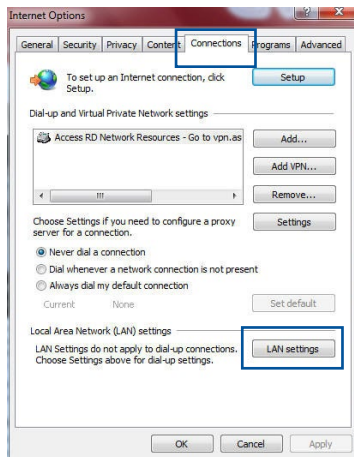 Internet Options
General Security Privacy Content Connections Programs Advanced
To set up an Internet connection, click
Setup.
Setup
Dial-up and Virtual Private Network settings
Access RD Network Resources - Go to vpn.as
Add...
Add VPN...
Remove...
Choose Settings if you need to configure a proxy
server for a connection.
Settings
Never dial a connection
Dial whenever a network connection is not present
Always dial my default connection
Current None
Set default
Local Area Network (LAN) settings
LAN Settings do not apply to dial-up connections.
Choose Settings above for dial-up settings.
LAN settings
OK Cancel Apply